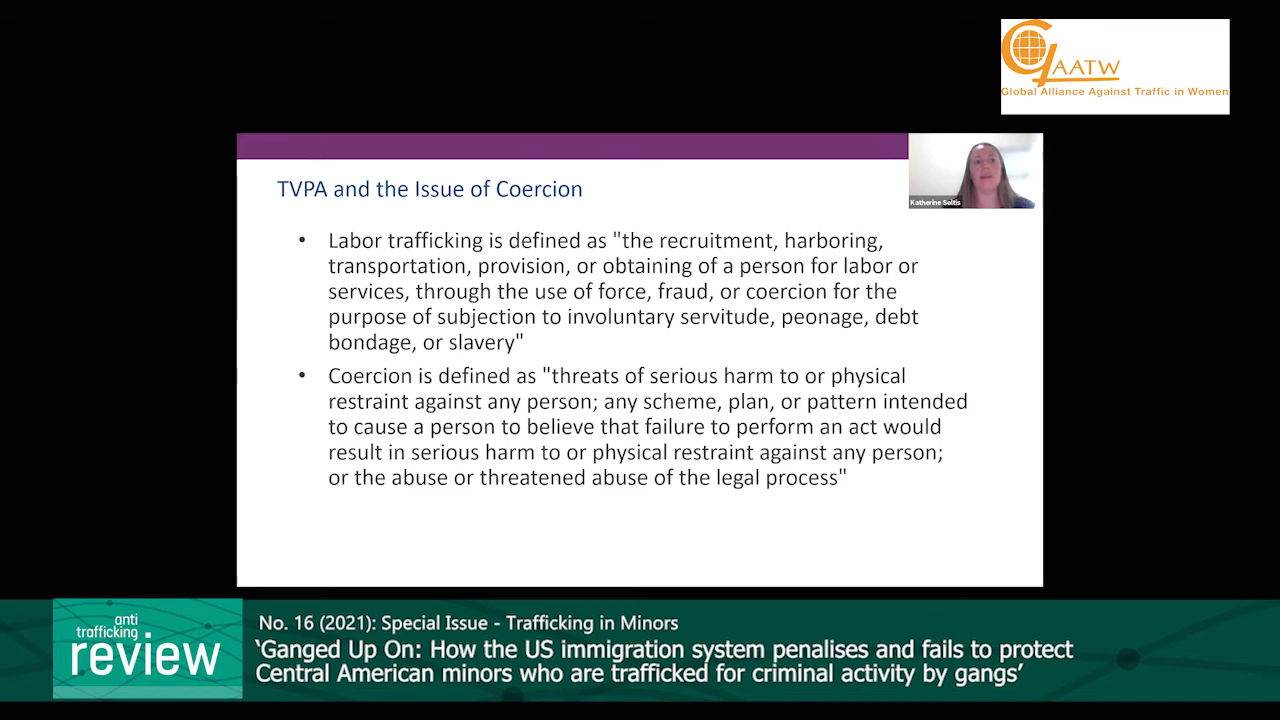 GAATW
Global Alliance Against Traffic in Women
Katherine Soltis
TVPA and the Issue of Coercion
• Labor trafficking is defined as "the recruitment, harboring,
transportation, provision, or obtaining of a person for labor or
services, through the use of force, fraud, or coercion for the
purpose of subjection to involuntary servitude, peonage, debt
bondage, or slavery"
• Coercion is defined as "threats of serious harm to or physical
restraint against any person; any scheme, plan, or pattern intended
to cause a person to believe that failure to perform an act would
result in serious harm to or physical restraint against any person;
or the abuse or threatened abuse of the legal process"
anti
trafficking
review
No. 16 (2021): Special Issue - Trafficking in Minors
‘Ganged Up On: How the US immigration system penalises and fails to protect
Central American minors who are trafficked for criminal activity by gangs’